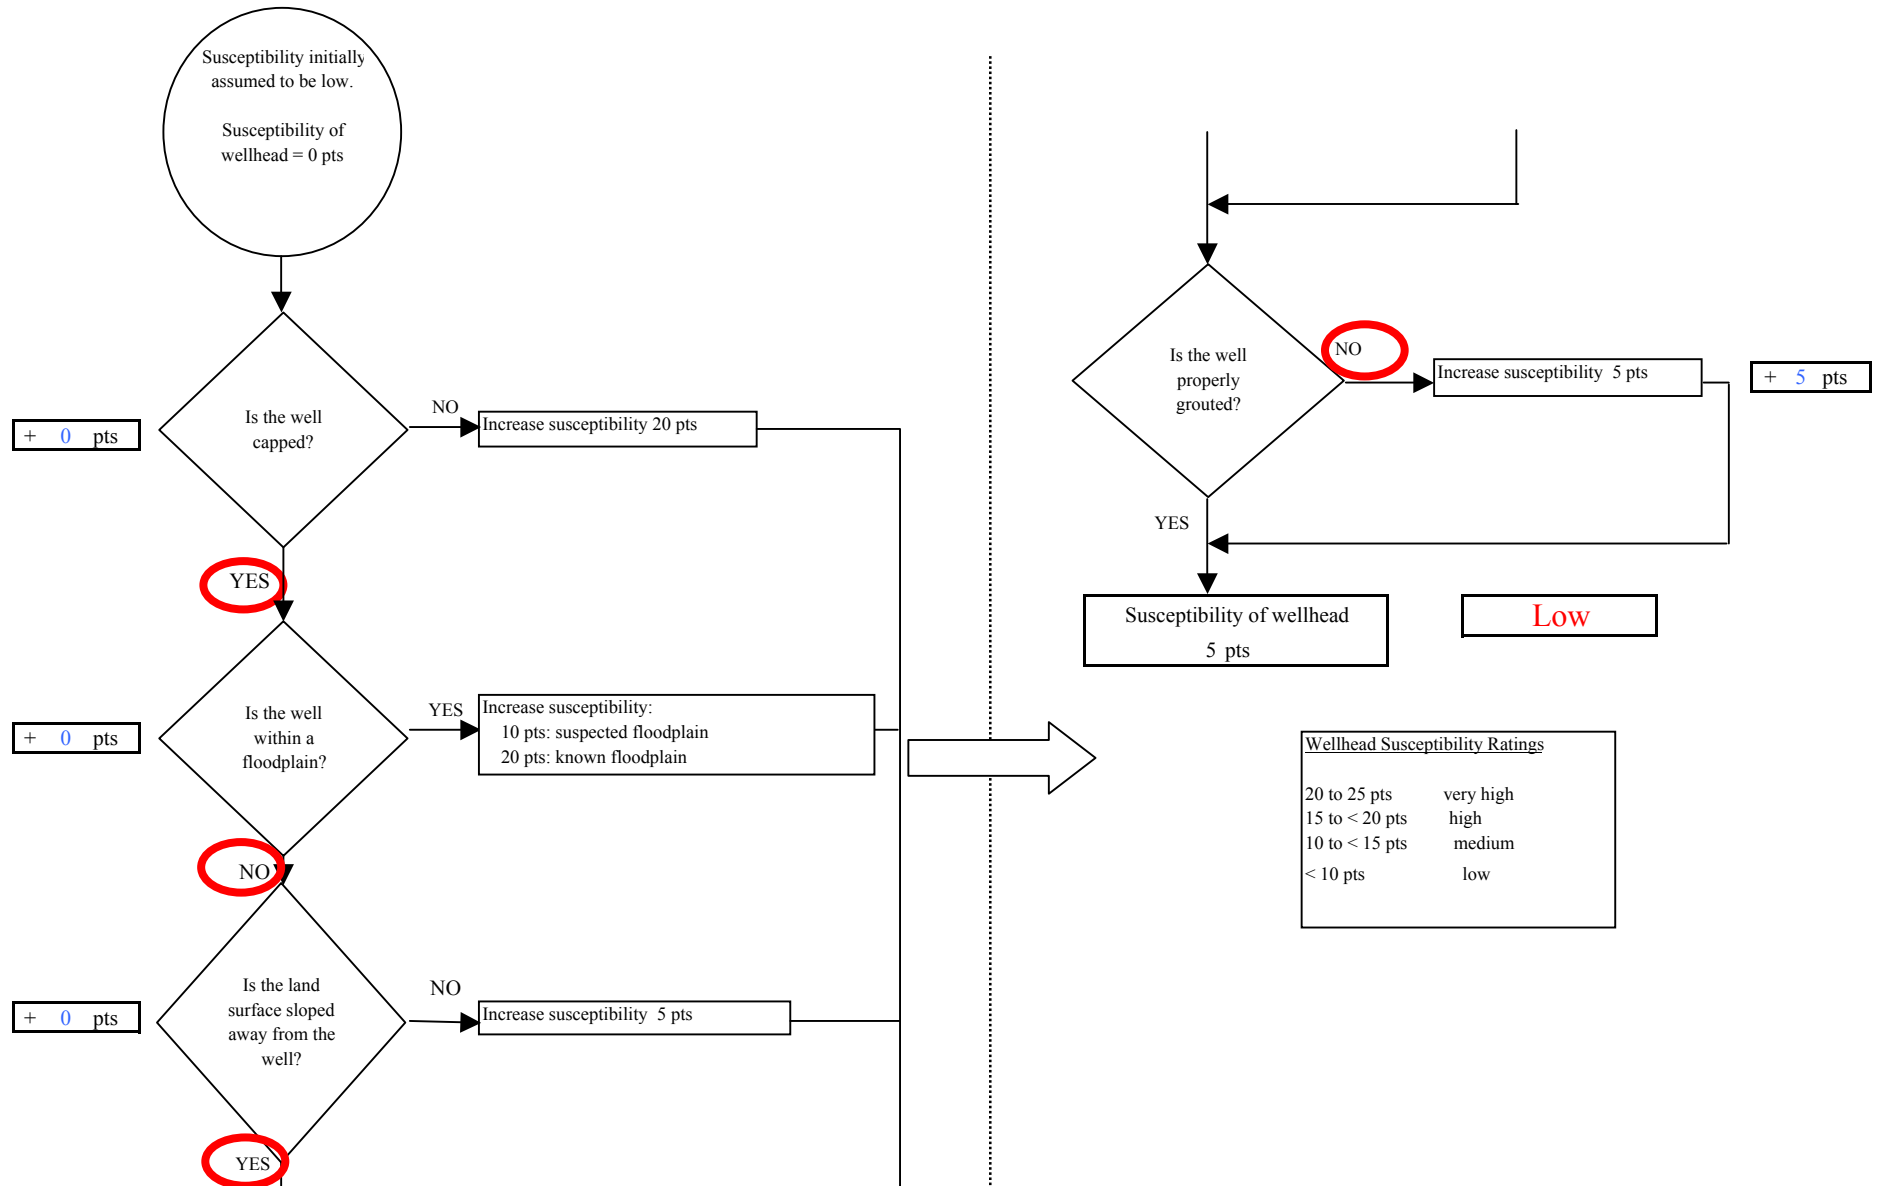 Susceptibility initially
assumed to be low.
Susceptibility of
wellhead = 0 pts
Is the well
capped?
NO
Increase susceptibility 20 pts
+ 0 pts
YES
Is the well
within a
floodplain?
YES
Increase susceptibility:
10 pts: suspected floodplain
20 pts: known floodplain
+ 0 pts
NO
Is the land
surface sloped
away from the
well?
NO
Increase susceptibility 5 pts
+ 0 pts
YES
Is the well
properly
grouted?
NO
Increase susceptibility 5 pts
+ 5 pts
YES
Susceptibility of wellhead
5 pts
Low
Wellhead Susceptibility Ratings
20 to 25 pts very high
15 to < 20 pts high
10 to < 15 pts medium
< 10 pts low